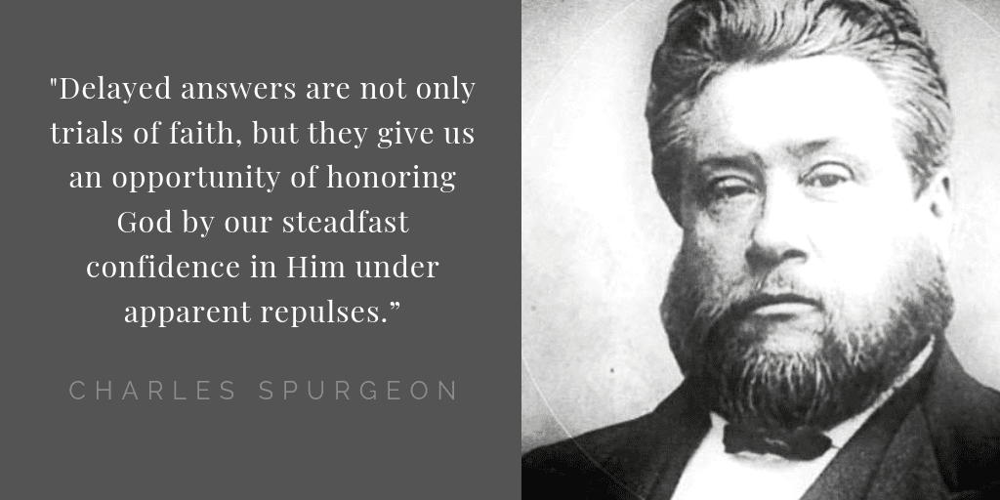 "Delayed answers are not only
trials of faith, but they give us
an opportunity of honoring
God by our steadfast
confidence in Him under
apparent repulses.”
CHARLES SPURGEON